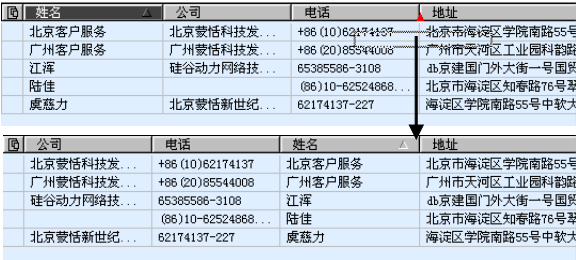 姓名 公司 电话 地址
北京客户服务 北京蒙恬科技发... +86(10)62174137 北京市海淀区学院南路55号
广州客户服务 广州蒙恬科技发... +86(20)85544008 广州市天河区工业园科韵路
江浑 硅谷动力网络技... 65385586-3108 北京建国门外大街一号国贸
陆佳 (86)10-62524868... 北京市海淀区知春路76号翠
虞慈力 北京蒙恬新世纪... 62174137-227 海淀区学院南路55号中软大
公司 电话 姓名 地址
北京蒙恬科技发... +86(10)62174137 北京客户服务 北京市海淀区学院南路55号
广州蒙恬科技发... +86(20)85544008 广州客户服务 广州市天河区工业园科韵路
硅谷动力网络技... 65385586-3108 江浑 北京建国门外大街一号国贸
(86)10-62524868... 陆佳 北京市海淀区知春路76号翠
北京蒙恬新世纪... 62174137-227 虞慈力 海淀区学院南路55号中软大